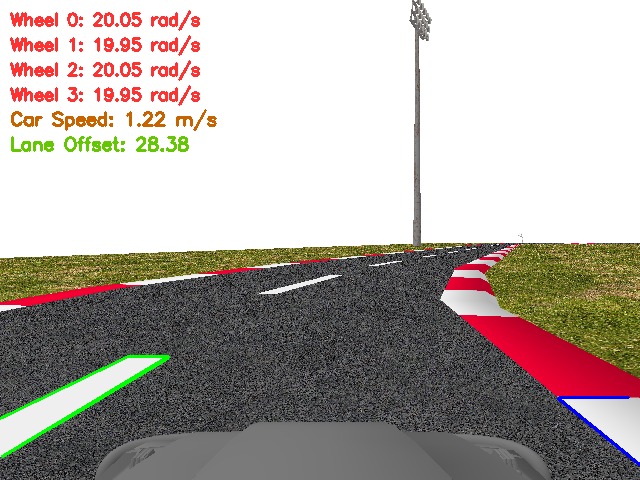 Wheel 0: 20.05 rad/s
Wheel 1: 19.95 rad/s
Wheel 2: 20.05 rad/s
Wheel 3: 19.95 rad/s
Car Speed: 1.22 m/s
Lane Offset: 28.38